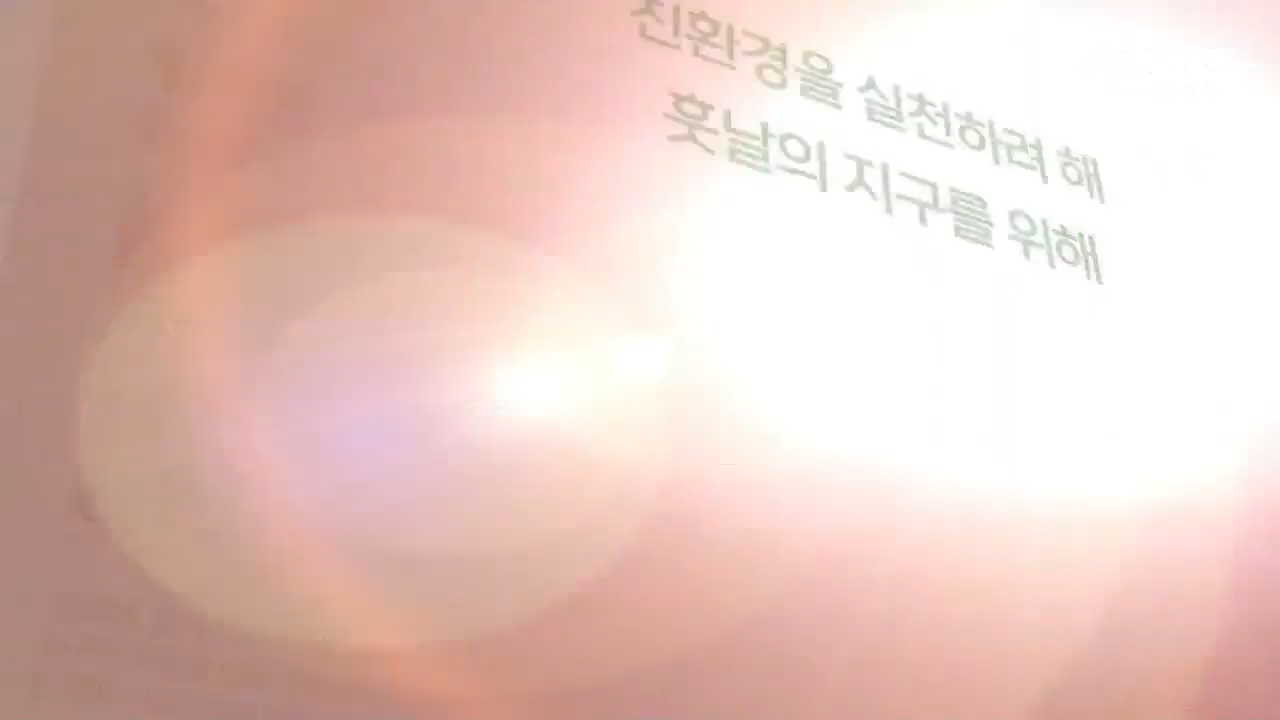 친환경을 실천하려 해
훗날의 지구를 위해